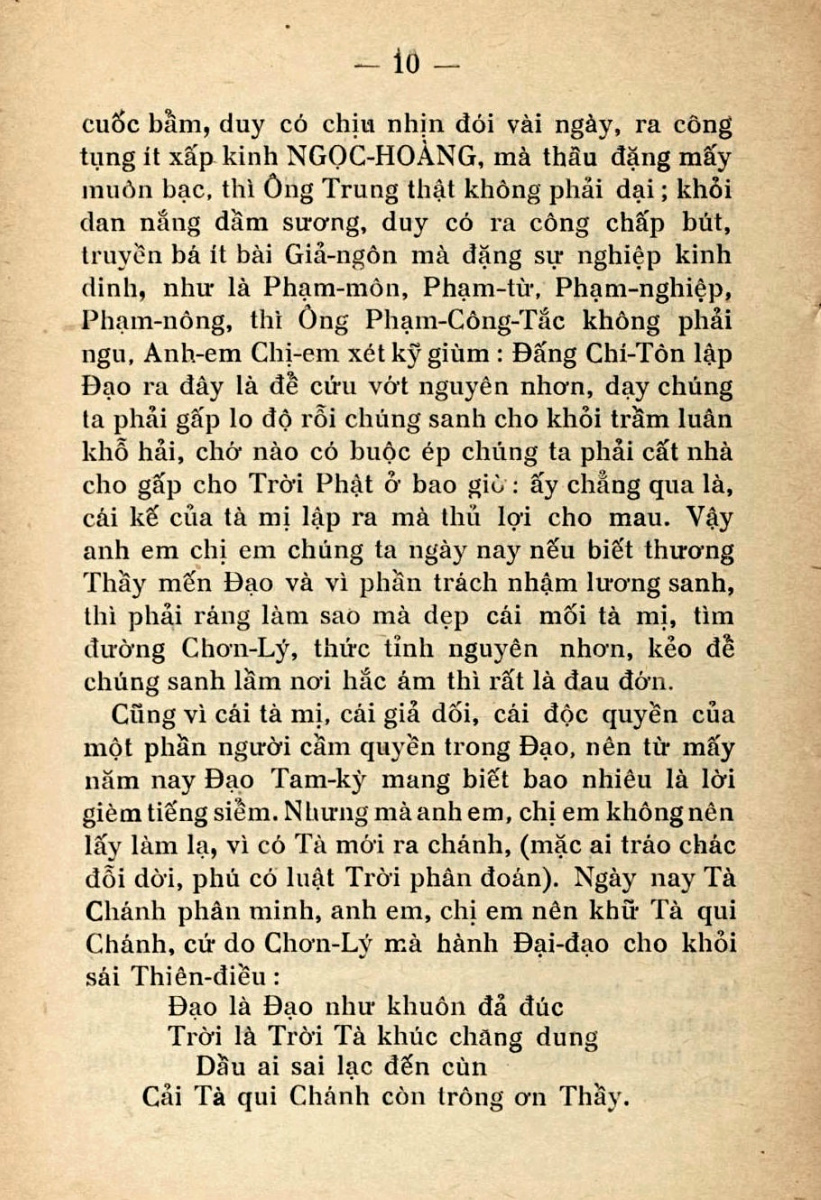 — 10 —
cuốc bẫm, duy có chịu nhịn đói vài ngày, ra công
tụng ít xấp kinh NGỌC-HOÀNG, mà thâu đặng mấy
muôn bạc, thì Ông Trung thật không phải dại ; khỏi
dan nắng dầm sương, duy có ra công chấp bút,
truyền bá ít bài Giả-ngôn mà đặng sự nghiệp kinh
dinh, như là Phạm-môn, Phạm-từ, Phạm-nghiệp,
Phạm-nông, thì Ông Phạm-Công-Tắc không phải
ngu, Anh-em Chị-em xét kỹ giùm : Đấng Chí-Tôn lập
Đạo ra đây là để cứu vớt nguyên nhơn, dạy chúng
ta phải gấp lo độ rỗi chúng sanh cho khỏi trầm luân
khổ hải, chớ nào có buộc ép chúng ta phải cất nhà
cho gấp cho Trời Phật ở bao giờ : ấy chẳng qua là,
cái kế của tà mị lập ra mà thủ lợi cho mau. Vậy
anh em chị em chúng ta ngày nay nếu biết thương
Thầy mến Đạo và vì phần trách nhậm lương sanh,
thì phải ráng làm sao mà dẹp cái mối tà mị, tìm
đường Chơn-Lý, thức tỉnh nguyên nhơn, kẻo để
chúng sanh lầm nơi hắc ám thì rất là đau đớn.
Cũng vì cái tà mị, cái giả dối, cái độc quyền của
một phần người cầm quyền trong Đạo, nên từ mấy
năm nay Đạo Tam-kỳ mang biết bao nhiêu là lời
gièm tiếng siễm. Nhưng mà anh em, chị em không nên
lấy làm lạ, vì có Tà mới ra chánh, (mặc ai tráo chác
đổi dời, phú có luật Trời phân đoán). Ngày nay Tà
Chánh phân minh, anh em, chị em nên khữ Tà qui
Chánh, cứ do Chơn-Lý mà hành Đại-đạo cho khỏi
sái Thiên-điều :
Đạo là Đạo như khuôn đả đúc
Trời là Trời Tà khúc chăng dung
Dầu ai sai lạc đến cùn
Cải Tà qui Chánh còn trông ơn Thầy.